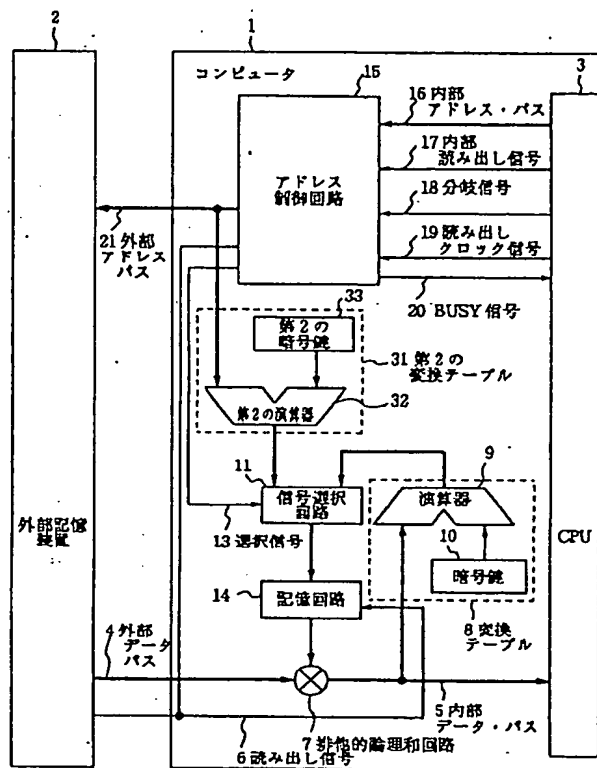 2
1
3
コンピュータ
15
16 内部
アドレス・バス
17 内部
読み出し信号
18 分岐信号
19 読み出し
クロック信号
20 BUSY 信号
アドレス
制御回路
21 外部
アドレス
バス
33
第2の
暗号鍵
31 第2の
変換テーブル
第2の演算器
32
11
信号選択
回路
13 選択信号
9
演算器
10
暗号鍵
外部記憶
装置
CPU
14
記憶回路
8 変換
テーブル
4 外部
データ
バス
5 内部
データ・バス
7 排他的論理和回路
6 読み出し信号